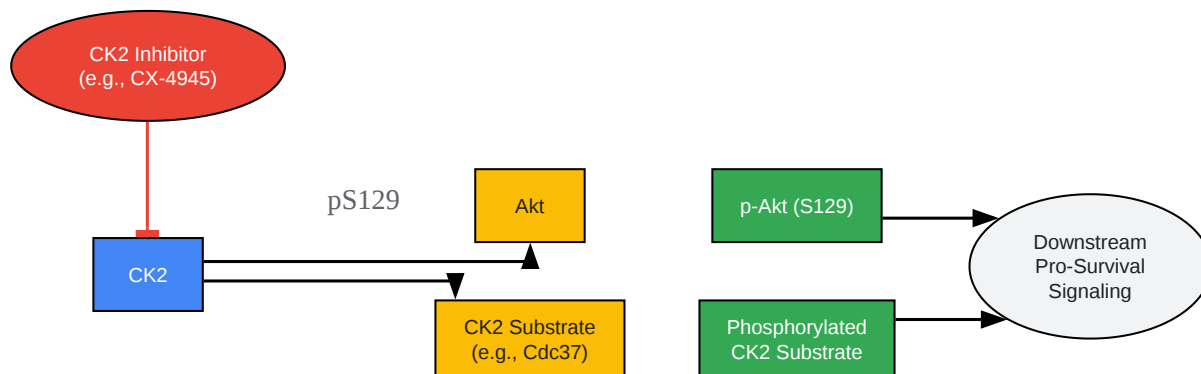 CK2 Inhibitor
(e.g., CX-4945)
pS129
Akt
p-Akt (S129)
CK2
Downstream
Pro-Survival
Signaling
CK2 Substrate
(e.g., Cdc37)
Phosphorylated
CK2 Substrate